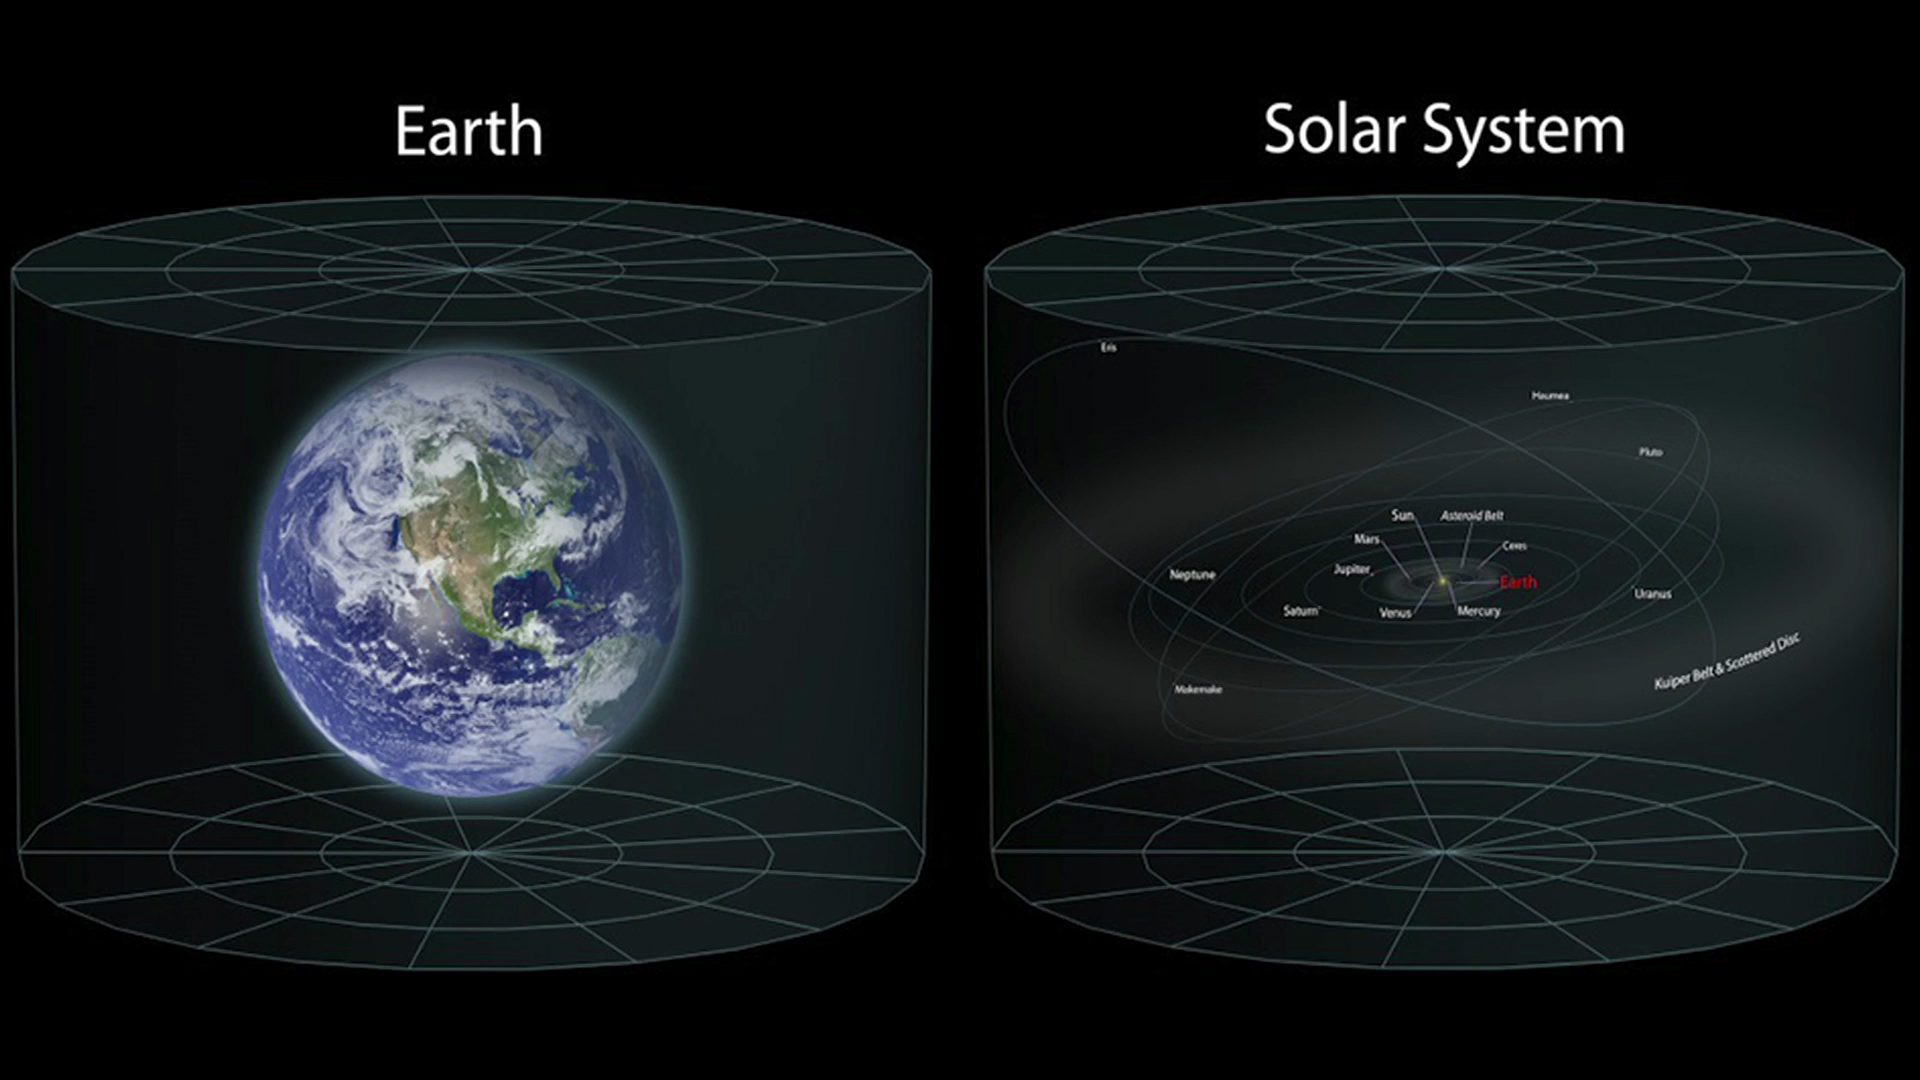 Earth
Solar System
Eris
Haumea
Pluto
Sun
Asteroid Belt
Mars
Ceres
Jupiter
Neptune
Earth
Uranus
Saturn
Venus
Mercury
Kuiper Belt & Scattered Disc
Makemake